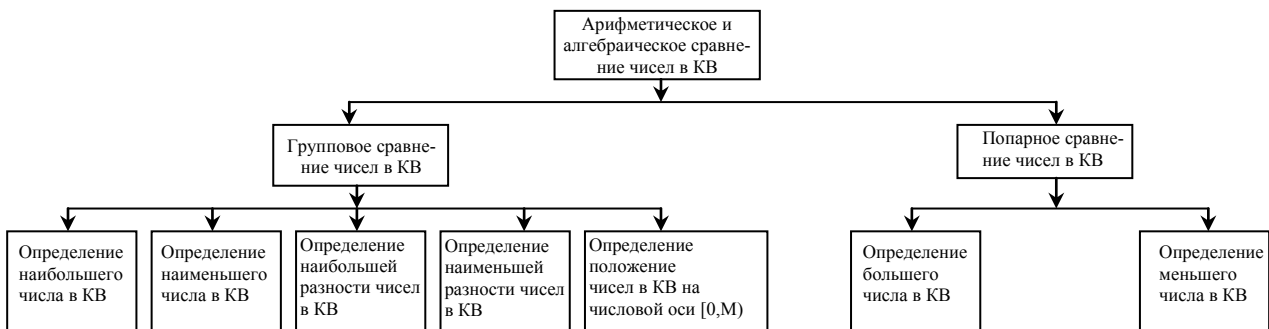 Арифметическое и
алгебраическое сравне-
ние чисел в КВ
Групповое сравне-
ние чисел в КВ
Попарное сравне-
ние чисел в КВ
Определение
наибольшего
числа в КВ
Определение
наименьшего
числа в КВ
Определение
наибольшей
разности чисел
в КВ
Определение
наименьшей
разности чисел
в КВ
Определение
положение
чисел в КВ на
числовой оси [0,М)
Определение
большего
числа в КВ
Определение
меньшего
числа в КВ